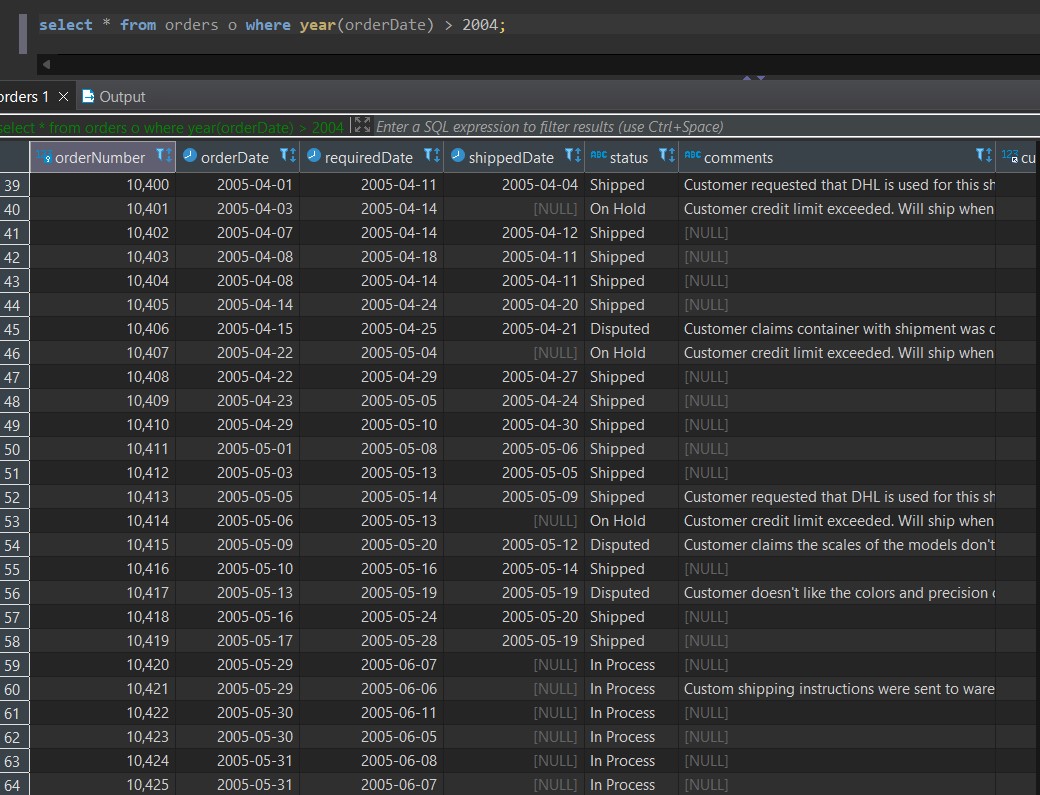 select * from orders o where year(orderDate) > 2004;
orders 1 Output
select * from orders o where year(orderDate) > 2004 Enter a SQL expression to filter results (use Ctrl+Space)
123 orderNumber orderDate requiredDate shippedDate ABC status ABC comments 123 cu
39 10,400 2005-04-01 2005-04-11 2005-04-04 Shipped Customer requested that DHL is used for this sh
40 10,401 2005-04-03 2005-04-14 [NULL] On Hold Customer credit limit exceeded. Will ship when
41 10,402 2005-04-07 2005-04-14 2005-04-12 Shipped [NULL]
42 10,403 2005-04-08 2005-04-18 2005-04-11 Shipped [NULL]
43 10,404 2005-04-08 2005-04-14 2005-04-11 Shipped [NULL]
44 10,405 2005-04-14 2005-04-24 2005-04-20 Shipped [NULL]
45 10,406 2005-04-15 2005-04-25 2005-04-21 Disputed Customer claims container with shipment was c
46 10,407 2005-04-22 2005-05-04 [NULL] On Hold Customer credit limit exceeded. Will ship when
47 10,408 2005-04-22 2005-04-29 2005-04-27 Shipped [NULL]
48 10,409 2005-04-23 2005-05-05 2005-04-24 Shipped [NULL]
49 10,410 2005-04-29 2005-05-10 2005-04-30 Shipped [NULL]
50 10,411 2005-05-01 2005-05-08 2005-05-06 Shipped [NULL]
51 10,412 2005-05-03 2005-05-13 2005-05-05 Shipped [NULL]
52 10,413 2005-05-05 2005-05-14 2005-05-09 Shipped Customer requested that DHL is used for this sh
53 10,414 2005-05-06 2005-05-13 [NULL] On Hold Customer credit limit exceeded. Will ship when
54 10,415 2005-05-09 2005-05-20 2005-05-12 Disputed Customer claims the scales of the models don't
55 10,416 2005-05-10 2005-05-16 2005-05-14 Shipped [NULL]
56 10,417 2005-05-13 2005-05-19 2005-05-19 Disputed Customer doesn't like the colors and precision c
57 10,418 2005-05-16 2005-05-24 2005-05-20 Shipped [NULL]
58 10,419 2005-05-17 2005-05-28 2005-05-19 Shipped [NULL]
59 10,420 2005-05-29 2005-06-07 [NULL] In Process [NULL]
60 10,421 2005-05-29 2005-06-06 [NULL] In Process Custom shipping instructions were sent to ware
61 10,422 2005-05-30 2005-06-11 [NULL] In Process [NULL]
62 10,423 2005-05-30 2005-06-05 [NULL] In Process [NULL]
63 10,424 2005-05-31 2005-06-08 [NULL] In Process [NULL]
64 10,425 2005-05-31 2005-06-07 [NULL] In Process [NULL]